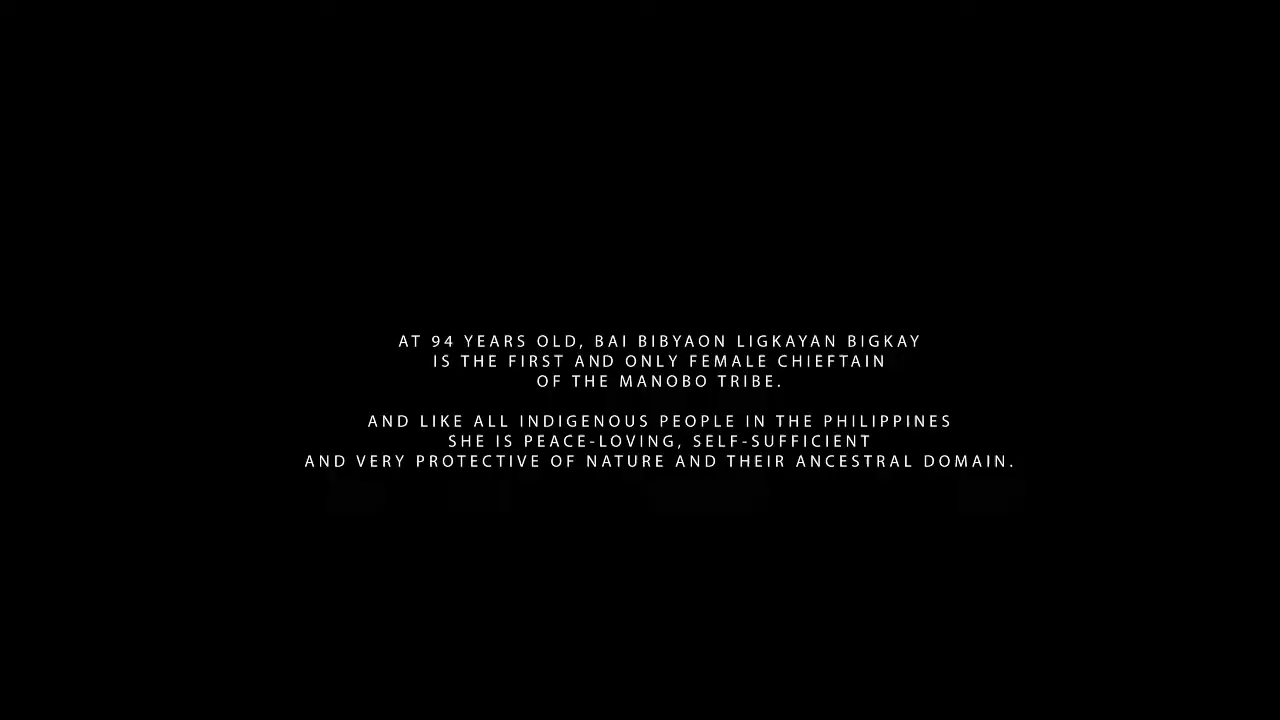 AT 94 YEARS OLD, BAI BIBYAON LIGKAYAN BIGKAY
IS THE FIRST AND ONLY FEMALE CHIEFTAIN
OF THE MANOBO TRIBE.
AND LIKE ALL INDIGENOUS PEOPLE IN THE PHILIPPINES
SHE IS PEACE-LOVING, SELF-SUFFICIENT
AND VERY PROTECTIVE OF NATURE AND THEIR ANCESTRAL DOMAIN.